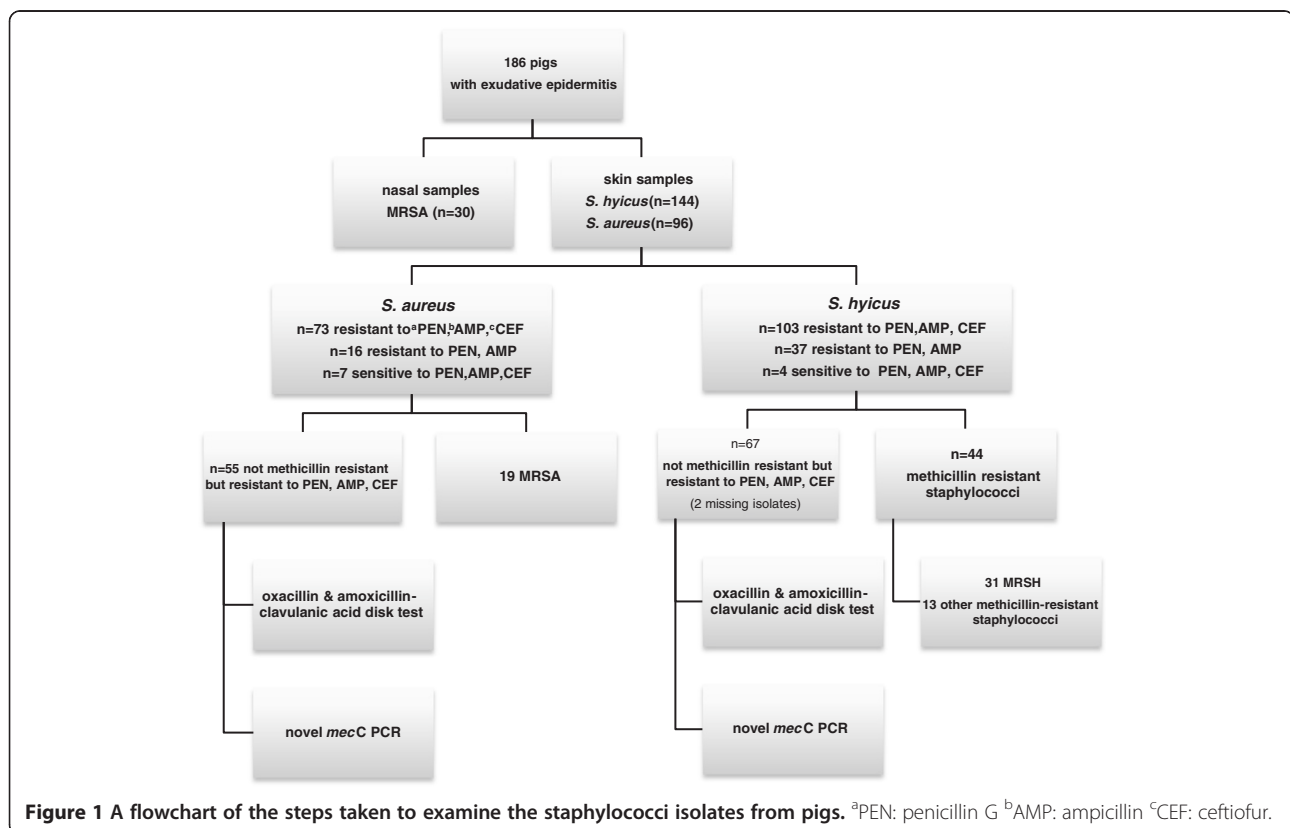 186 pigs
with exudative epidermitis
nasal samples
MRSA (n=30)
skin samples
S. hyicus(n=144)
S. aureus(n=96)
S. aureus
n=73 resistant to aPEN,bAMP,cCEF
n=16 resistant to PEN, AMP
n=7 sensitive to PEN,AMP,CEF
S. hyicus
n=103 resistant to PEN,AMP, CEF
n=37 resistant to PEN, AMP
n=4 sensitive to PEN, AMP, CEF
n=55 not methicillin resistant
but resistant to PEN, AMP, CEF
19 MRSA
n=67
not methicillin resistant but
resistant to PEN, AMP, CEF
(2 missing isolates)
n=44
methicillin resistant
staphylococci
oxacillin & amoxicillin-
clavulanic acid disk test
novel mecC PCR
oxacillin & amoxicillin-
clavulanic acid disk test
novel mecC PCR
31 MRSH
13 other methicillin-resistant
staphylococci
Figure 1 A flowchart of the steps taken to examine the staphylococci isolates from pigs. aPEN: penicillin G bAMP: ampicillin cCEF: ceftiofur.